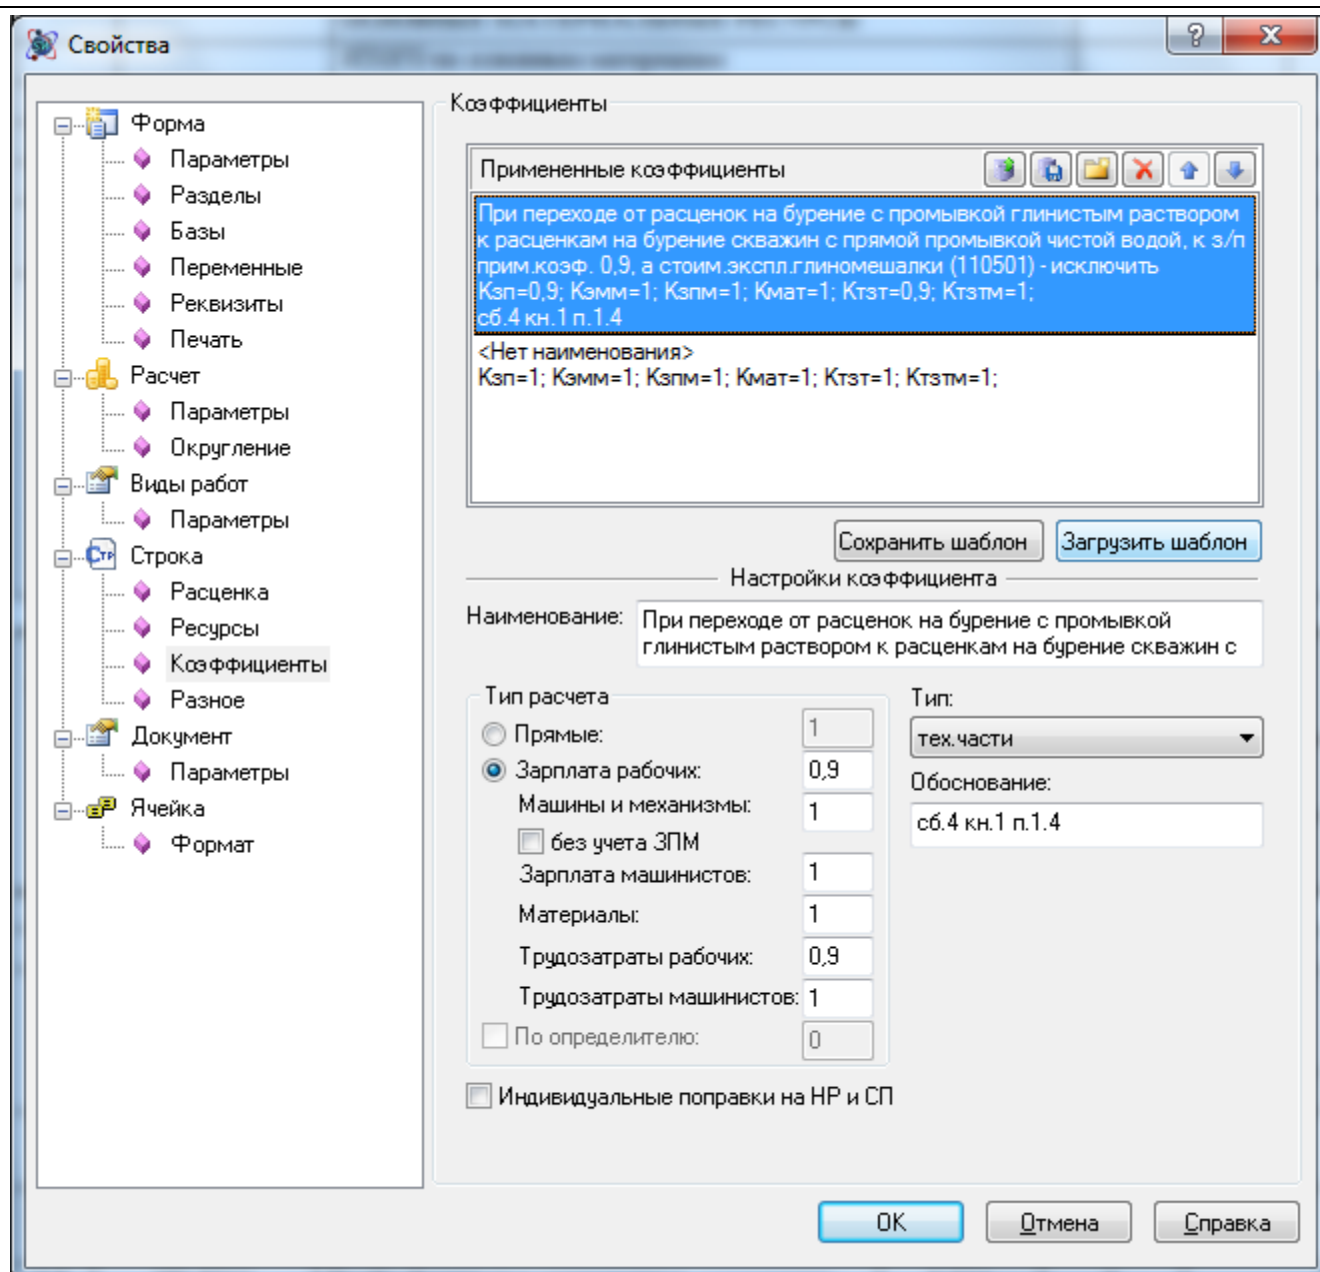 Свойства
Форма
Параметры
Разделы
Базы
Переменные
Реквизиты
Печать
Расчет
Параметры
Округление
Виды работ
Параметры
Строка
Расценка
Ресурсы
Коэффициенты
Разное
Документ
Параметры
Ячейка
Формат
Коэффициенты
Примененные коэффициенты
При переходе от расценок на бурение с промывкой глинистым раствором
к расценкам на бурение скважин с прямой промывкой чистой водой, к з/п
прим.коэф. 0,9, а стоим.экспл.глиномешалки (110501) - исключить
Кзп=0,9; Кэмм=1; Кзпм=1; Кмат=1; Ктзт=0,9; Ктзтм=1;
сб.4 кн.1 п.1.4
<Нет наименования>
Кзп=1; Кэмм=1; Кзпм=1; Кмат=1; Ктзт=1; Ктзтм=1;
Сохранить шаблон Загрузить шаблон
Настройки коэффициента
Наименование: При переходе от расценок на бурение с промывкой
глинистым раствором к расценкам на бурение скважин с
Тип расчета
Прямые: 1
Зарплата рабочих: 0,9
Машины и механизмы: 1
без учета ЗПМ
Зарплата машинистов: 1
Материалы: 1
Трудозатраты рабочих: 0,9
Трудозатраты машинистов: 1
По определителю: 0
Тип:
тех.части
Обоснование:
сб.4 кн.1 п.1.4
Индивидуальные поправки на НР и СП
OK Отмена Справка